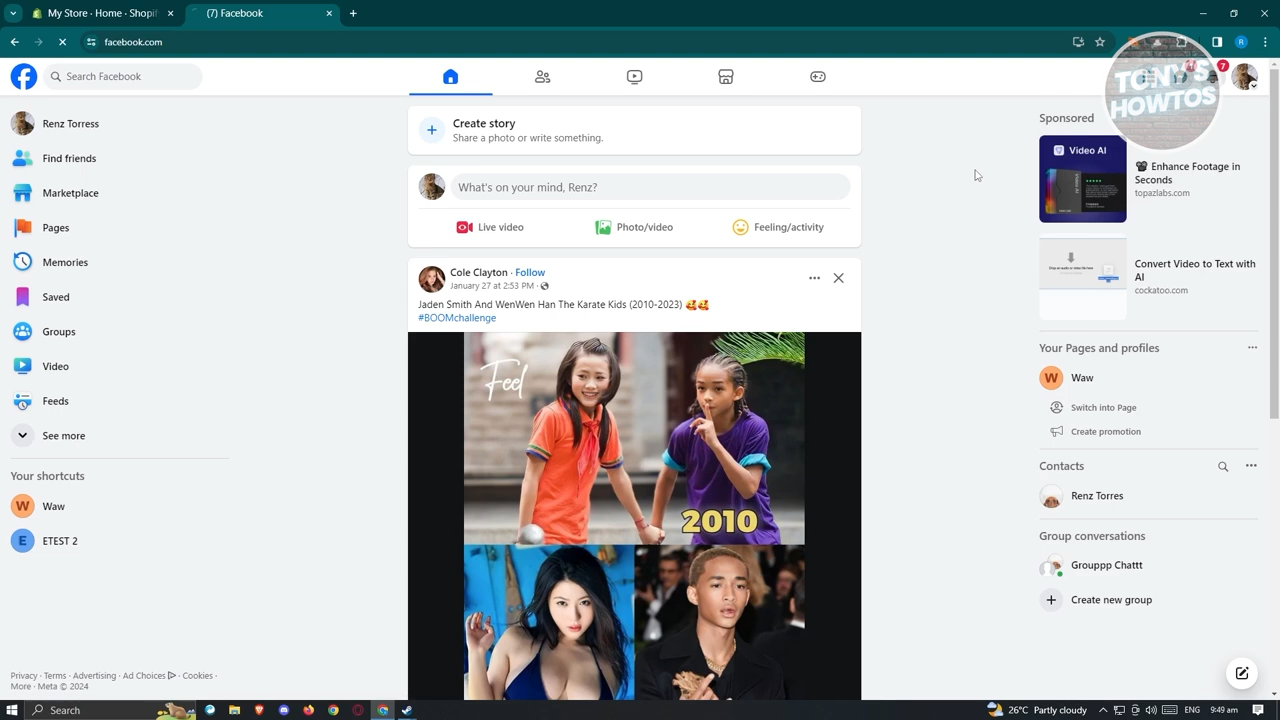 My Store · Home · Shopif
(7) Facebook
facebook.com
Search Facebook
7
TONY'S
HOWTOS
Renz Torress
Find friends
Marketplace
Pages
Memories
Saved
Groups
Video
Feeds
See more
Your shortcuts
W Waw
E ETEST 2
Privacy · Terms · Advertising · Ad Choices · Cookies ·
More · Meta © 2024
Create story
Share a photo or write something.
What's on your mind, Renz?
Live video
Photo/video
Feeling/activity
Cole Clayton · Follow
January 27 at 2:53 PM ·
Jaden Smith And WenWen Han The Karate Kids (2010-2023) 🥰🥰
#BOOMchallenge
Feel
2010
Sponsored
Video AI
📽 Enhance Footage in
Seconds
topazlabs.com
Convert Video to Text with
AI
cockatoo.com
Your Pages and profiles
W Waw
Switch into Page
Create promotion
Contacts
Renz Torres
Group conversations
Grouppp Chattt
Create new group
Search
26°C Partly cloudy
ENG
9:49 am